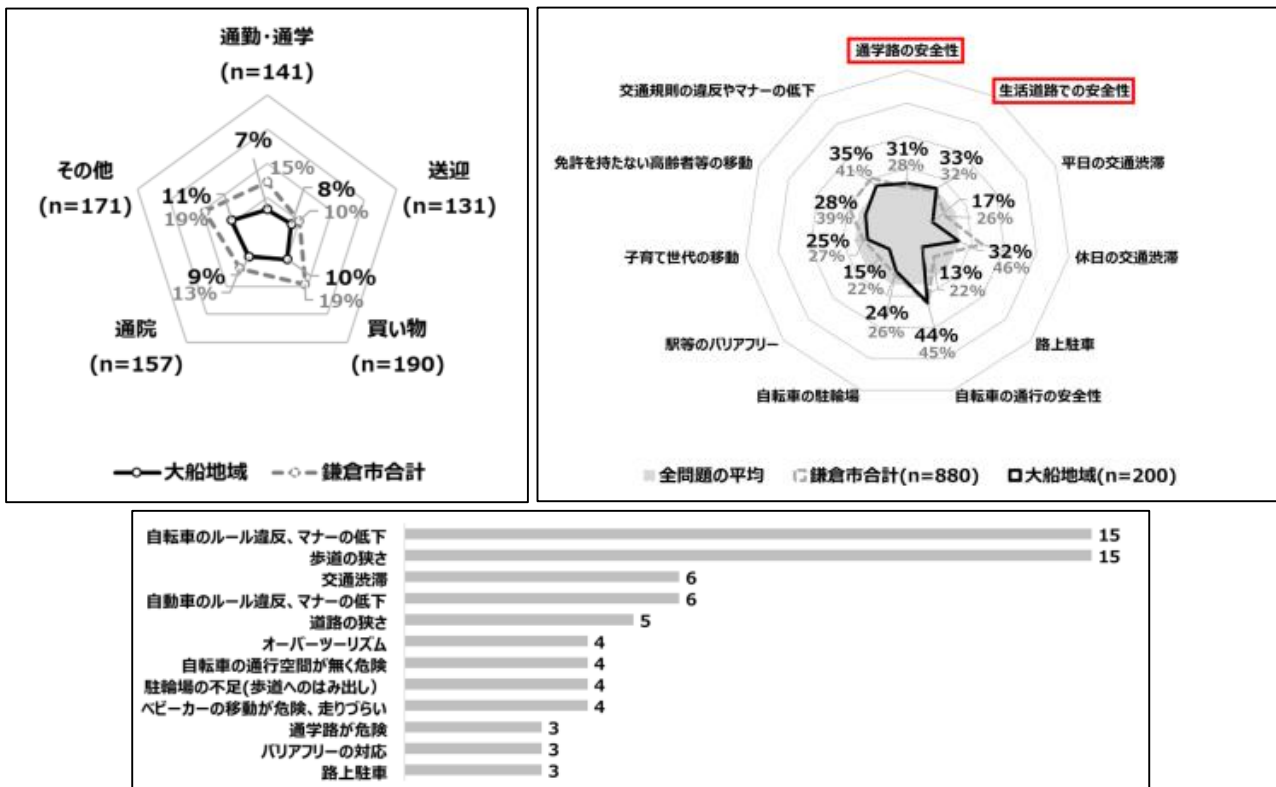 通勤・通学
(n=141)
7%
15%
その他
(n=171)
11%
19%
8%
10%
送迎
(n=131)
9%
13%
10%
19%
通院
(n=157)
買い物
(n=190)
大船地域
鎌倉市合計
通学路の安全性
交通規則の違反やマナーの低下
生活道路での安全性
免許を持たない高齢者等の移動
平日の交通渋滞
子育て世代の移動
休日の交通渋滞
駅等のバリアフリー
路上駐車
自転車の駐輪場
自転車の通行の安全性
35%
41%
31%
28%
33%
32%
28%
39%
17%
26%
25%
27%
32%
46%
15%
22%
13%
22%
24%
26%
44%
45%
全問題の平均
鎌倉市合計(n=880)
大船地域(n=200)
自転車のルール違反、マナーの低下 15
歩道の狭さ 15
交通渋滞 6
自動車のルール違反、マナーの低下 6
道路の狭さ 5
オーバーツーリズム 4
自転車の通行空間が無く危険 4
駐輪場の不足(歩道へのはみ出し) 4
ベビーカーの移動が危険、走りづらい 4
通学路が危険 3
バリアフリーの対応 3
路上駐車 3